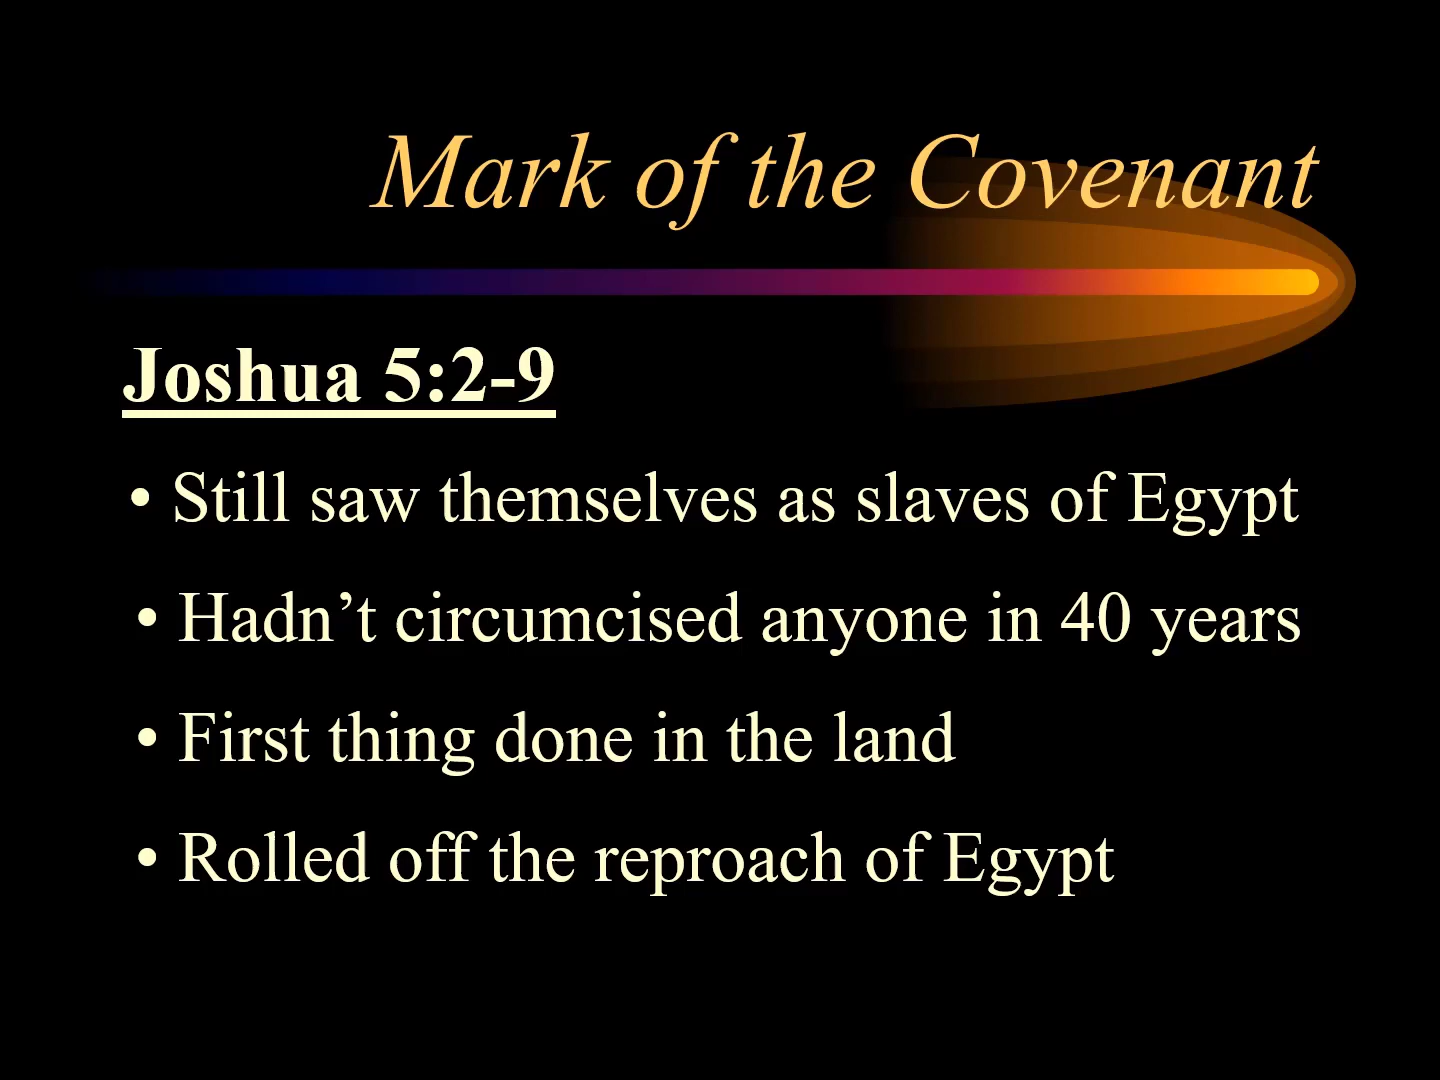 Mark of the Covenant
Joshua 5:2-9
• Still saw themselves as slaves of Egypt
• Hadn’t circumcised anyone in 40 years
• First thing done in the land
• Rolled off the reproach of Egypt